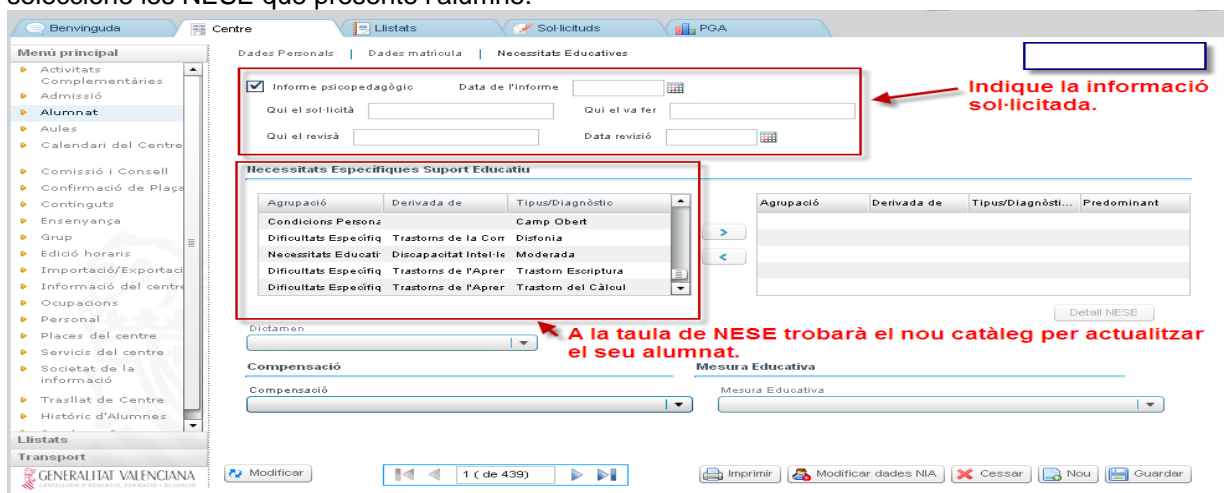 seleccione les NESE que presente l'alumne.
Benvinguda Centre Llistats Sol·licituds PGA
Menú principal
Activitats
Complementàries
Admissió
Alumnat
Aules
Calendari del Centre
Comissió i Consell
Confirmació de Plaça
Continguts
Ensenyança
Grup
Edició horaris
Importació/Exportaci
Informació del centre
Ocupacions
Personal
Places del centre
Servicis del centre
Societat de la
informació
Trasllat de Centre
Històric d'Alumnes
Llistats
Transport
GENERALITAT VALENCIANA
CONSELLERIA D'EDUCACIÓ, FORMACIÓ I OCUPACIÓ
Dades Personals | Dades matrícula | Necessitats Educatives
Informe psicopedagògic Data de l'informe
Qui el sol·licità Qui el va fer
Qui el revisà Data revisió
Indique la informació
sol·licitada.
Necessitats Específiques Suport Educatiu
Agrupació Derivada de Tipus/Diagnòstic
Condicions Persona Camp Obert
Dificultats Específiq Trastorns de la Com Disfonia
Necessitats Educati Discapacitat Intel·le Moderada
Dificultats Específiq Trastorns de l'Aprer Trastorn Escriptura
Dificultats Específiq Trastorns de l'Aprer Trastorn del Càlcul
>
<
Agrupació Derivada de Tipus/Diagnòsti... Predominant
Detall NESE
A la taula de NESE trobarà el nou catàleg per actualitzar
el seu alumnat.
Dictamen
Compensació Mesura Educativa
Compensació Mesura Educativa
Modificar 1 ( de 439) Imprimir Modificar dades NIA Cessar Nou Guardar